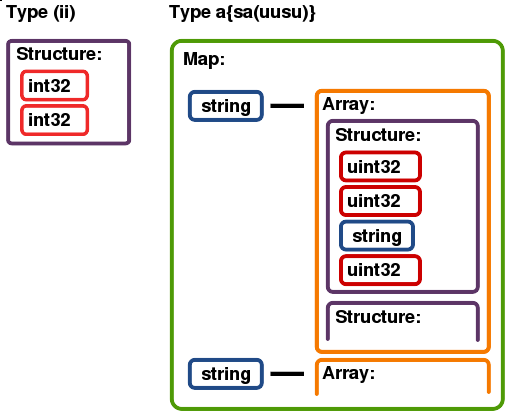 Type (ii)
Type a{sa(uusu)}
Structure:
int32
int32
Map:
string
Array:
Structure:
uint32
uint32
string
uint32
Structure:
string
Array: